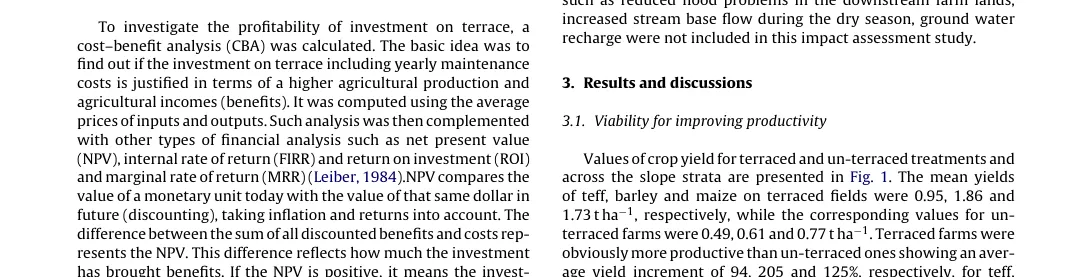 To investigate the profitability of investment on terrace, a
cost–benefit analysis (CBA) was calculated. The basic idea was to
find out if the investment on terrace including yearly maintenance
costs is justified in terms of a higher agricultural production and
agricultural incomes (benefits). It was computed using the average
prices of inputs and outputs. Such analysis was then complemented
with other types of financial analysis such as net present value
(NPV), internal rate of return (FIRR) and return on investment (ROI)
and marginal rate of return (MRR) (Leiber, 1984).NPV compares the
value of a monetary unit today with the value of that same dollar in
future (discounting), taking inflation and returns into account. The
difference between the sum of all discounted benefits and costs rep-
resents the NPV. This difference reflects how much the investment
has brought benefits. If the NPV is positive, it means the invest-
such as reduced flood problems in the downstream farm lands,
increased stream base flow during the dry season, ground water
recharge were not included in this impact assessment study.
3. Results and discussions
3.1. Viability for improving productivity
Values of crop yield for terraced and un-terraced treatments and
across the slope strata are presented in Fig. 1. The mean yields
of teff, barley and maize on terraced fields were 0.95, 1.86 and
1.73 t ha⁻¹, respectively, while the corresponding values for un-
terraced farms were 0.49, 0.61 and 0.77 t ha⁻¹. Terraced farms were
obviously more productive than un-terraced ones showing an aver-
age yield increment of 94, 205 and 125%, respectively, for teff,